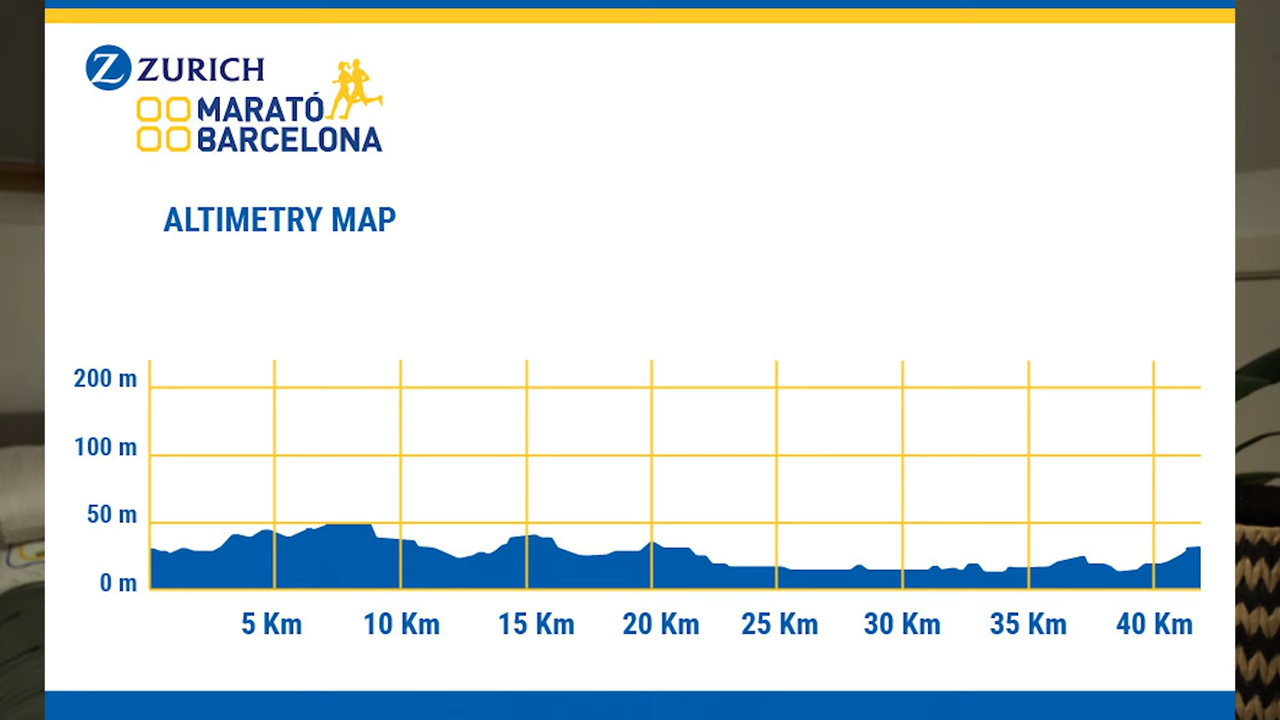 Z ZURICH
MARATÓ
BARCELONA
ALTIMETRY MAP
200 m
100 m
50 m
0 m
5 Km 10 Km 15 Km 20 Km 25 Km 30 Km 35 Km 40 Km